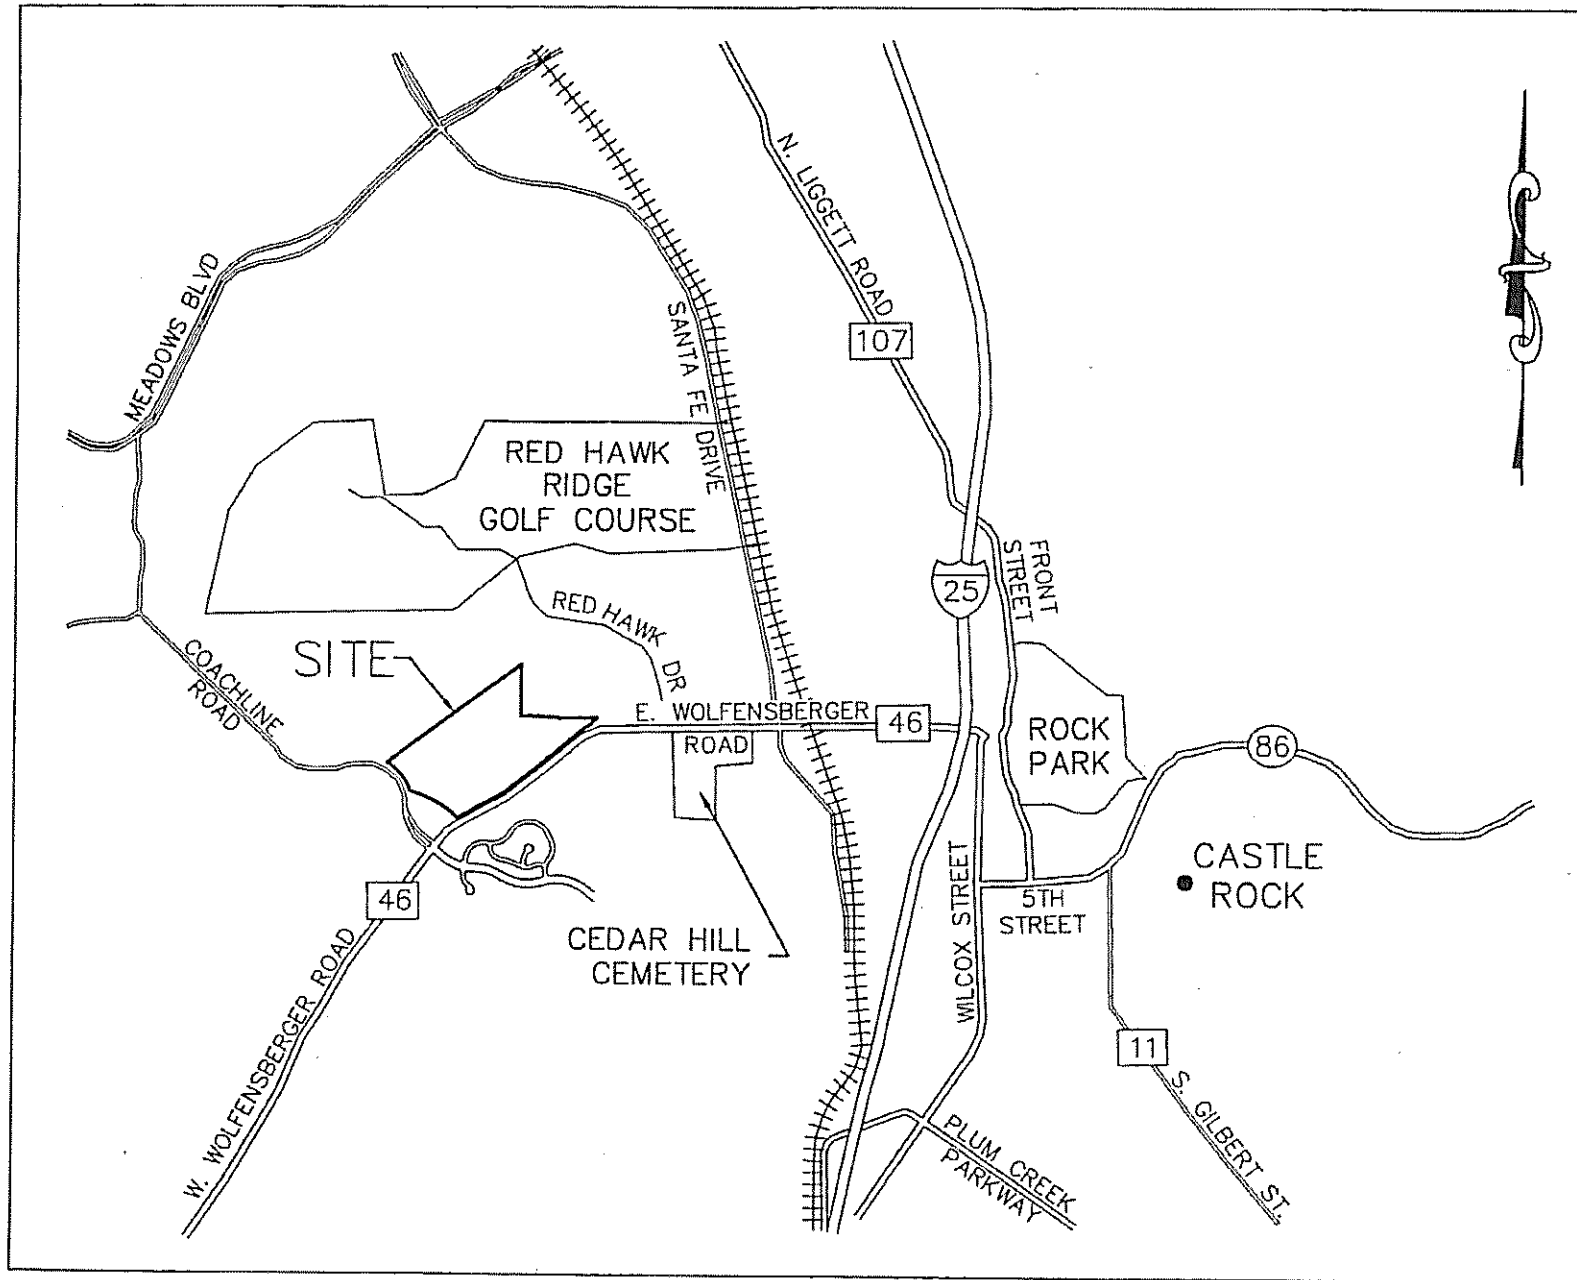 N. LIGGETT ROAD
107
MEADOWS BLVD
SANTA FE DRIVE
RED HAWK
RIDGE
GOLF COURSE
FRONT
STREET
25
RED HAWK DR
SITE
COACHLINE
ROAD
E. WOLFENSBERGER
ROAD
46
ROCK
PARK
86
CASTLE
ROCK
46
WILCOX STREET
5TH
STREET
CEDAR HILL
CEMETERY
W. WOLFENSBERGER ROAD
11
S. GILBERT ST.
PLUM CREEK
PARKWAY